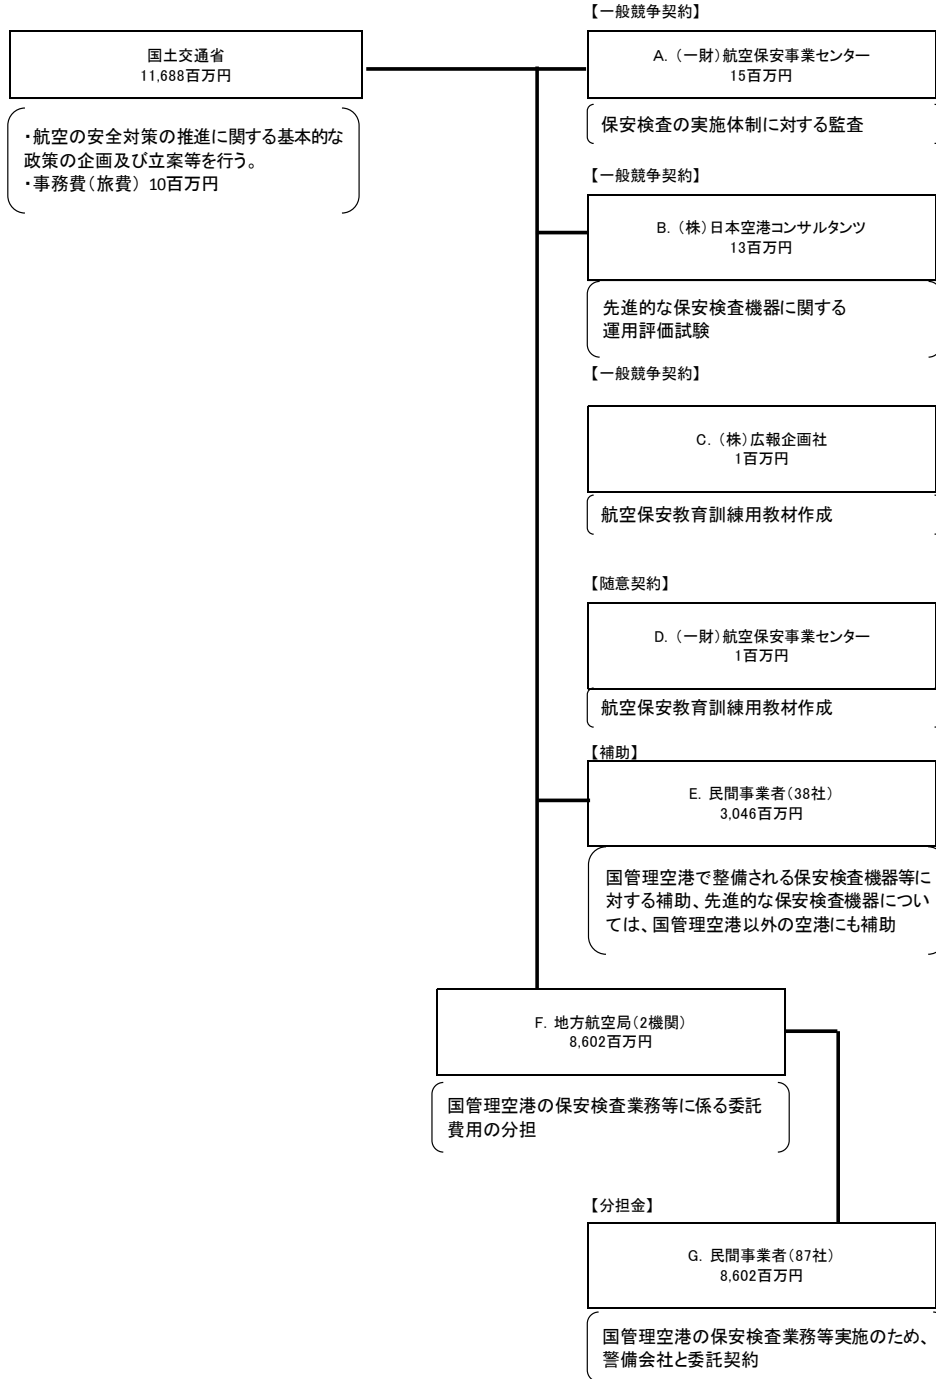 国土交通省
11,688百万円
・航空の安全対策の推進に関する基本的な
政策の企画及び立案等を行う。
・事務費(旅費) 10百万円
【一般競争契約】
A. (一財)航空保安事業センター
15百万円
保安検査の実施体制に対する監査
【一般競争契約】
B. (株)日本空港コンサルタンツ
13百万円
先進的な保安検査機器に関する
運用評価試験
【一般競争契約】
C. (株)広報企画社
1百万円
航空保安教育訓練用教材作成
【随意契約】
D. (一財)航空保安事業センター
1百万円
航空保安教育訓練用教材作成
【補助】
E. 民間事業者(38社)
3,046百万円
国管理空港で整備される保安検査機器等に
対する補助、先進的な保安検査機器につい
ては、国管理空港以外の空港にも補助
F. 地方航空局(2機関)
8,602百万円
国管理空港の保安検査業務等に係る委託
費用の分担
【分担金】
G. 民間事業者(87社)
8,602百万円
国管理空港の保安検査業務等実施のため、
警備会社と委託契約